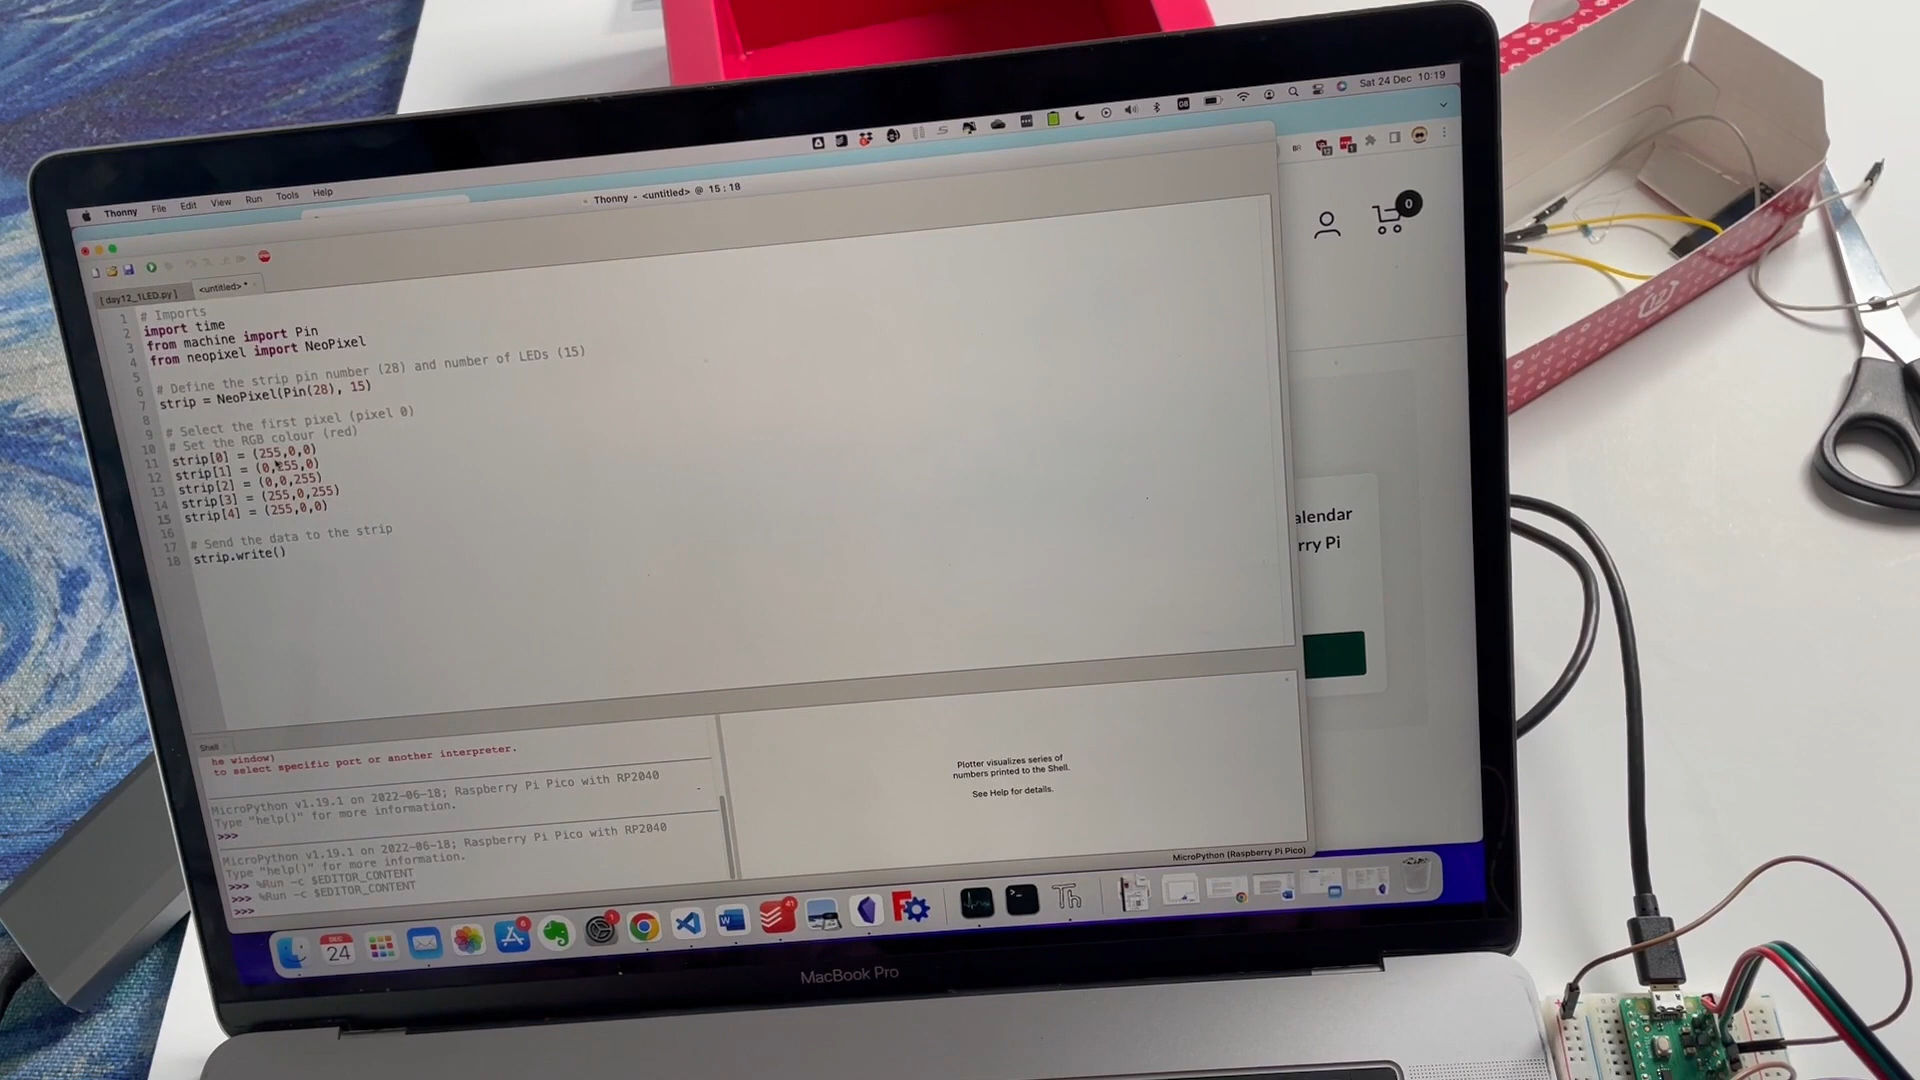 Sat 24 Dec 10:19
Thonny File Edit View Run Tools Help
Thonny - <untitled> @ 15 : 18
0
[ day12_1LED.py ]
<untitled> *
1 # Imports
2 import time
3 from machine import Pin
4 from neopixel import NeoPixel
5
6 # Define the strip pin number (28) and number of LEDs (15)
7 strip = NeoPixel(Pin(28), 15)
8
9 # Select the first pixel (pixel 0)
10 # Set the RGB colour (red)
11 strip[0] = (255,0,0)
12 strip[1] = (0,255,0)
13 strip[2] = (0,0,255)
14 strip[3] = (255,0,255)
15 strip[4] = (255,0,0)
16
17 # Send the data to the strip
18 strip.write()
alendar
rry Pi
Shell
he window)
to select specific port or another interpreter.
MicroPython v1.19.1 on 2022-06-18; Raspberry Pi Pico with RP2040
Type "help()" for more information.
>>>
MicroPython v1.19.1 on 2022-06-18; Raspberry Pi Pico with RP2040
Type "help()" for more information.
>>> %Run -c $EDITOR_CONTENT
>>> %Run -c $EDITOR_CONTENT
>>>
Plotter visualizes series of
numbers printed to the Shell.
See Help for details.
MicroPython (Raspberry Pi Pico)
DEC
24
41
Th
MacBook Pro
12